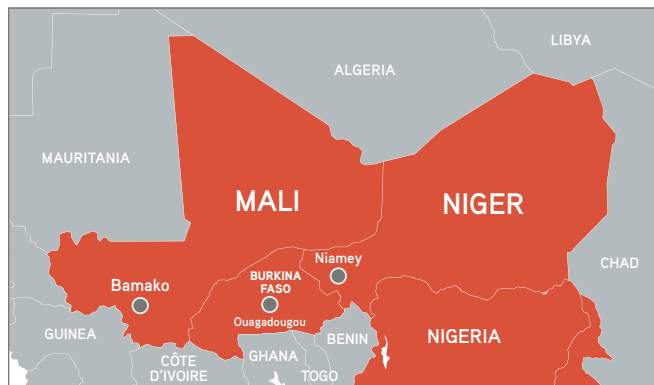 LIBYA
ALGERIA
MAURITANIA
MALI
NIGER
Niamey
CHAD
Bamako
BURKINA
FASO
Ouagadougou
GUINEA
BENIN
NIGERIA
CÔTE
D'IVOIRE
GHANA
TOGO